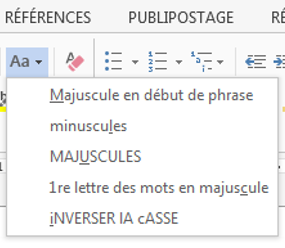 RÉFÉRENCES PUBLIPOSTAGE
Aa
Majuscule en début de phrase
minuscules
MAJUSCULES
1re lettre des mots en majuscule
iNVERSER lA cASSE